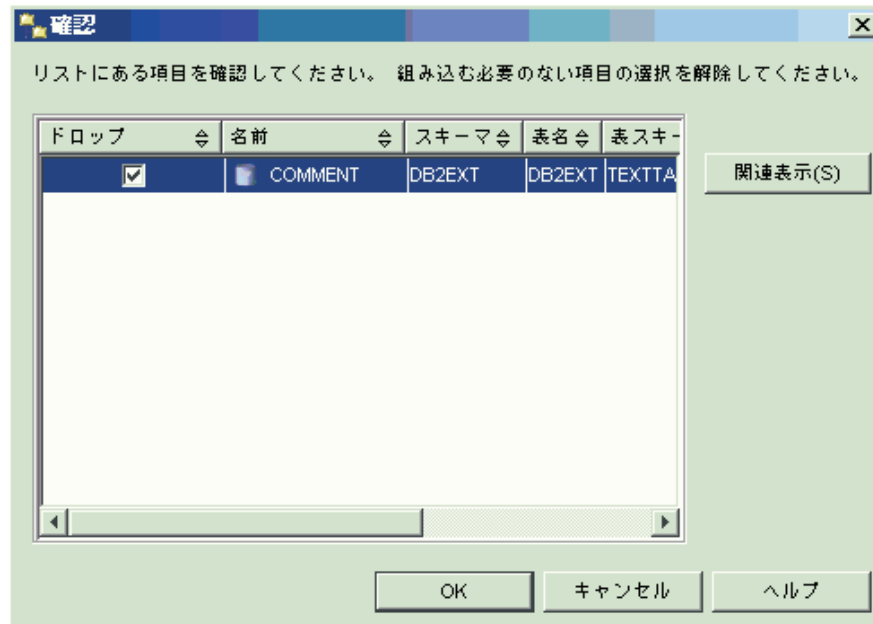 確認
リストにある項目を確認してください。 組み込む必要のない項目の選択を解除してください。
ドロップ 名前 スキーマ 表名 表スキー
COMMENT DB2EXT DB2EXT TEXTTA
関連表示(S)
OK キャンセル ヘルプ